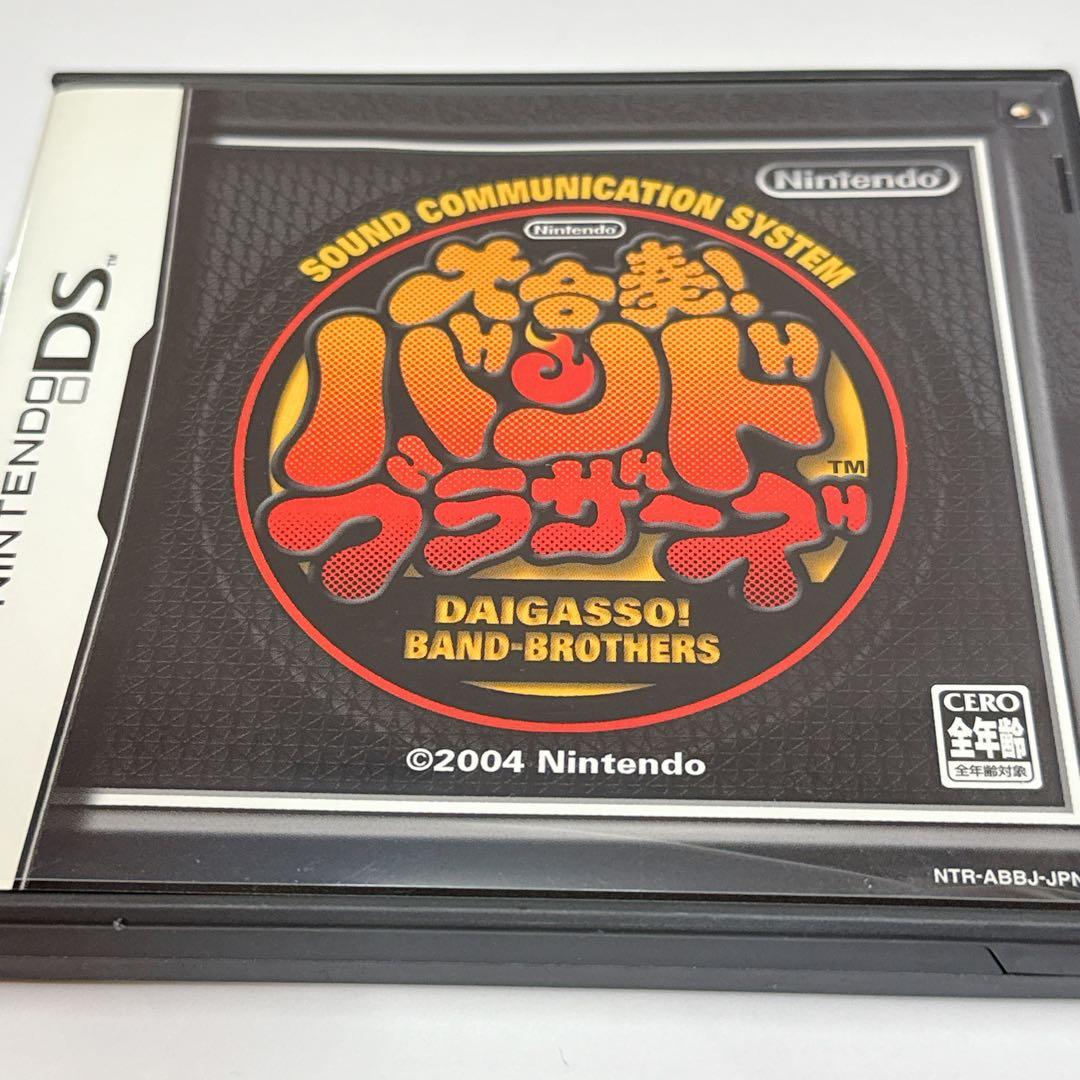 NINTENDO DS™
Nintendo®
SOUND COMMUNICATION SYSTEM
Nintendo
大合奏!
バンド
ブラザーズ
TM
DAIGASSO!
BAND-BROTHERS
©2004 Nintendo
CERO
全年齢
全年齢対象
NTR-ABBJ-JPN